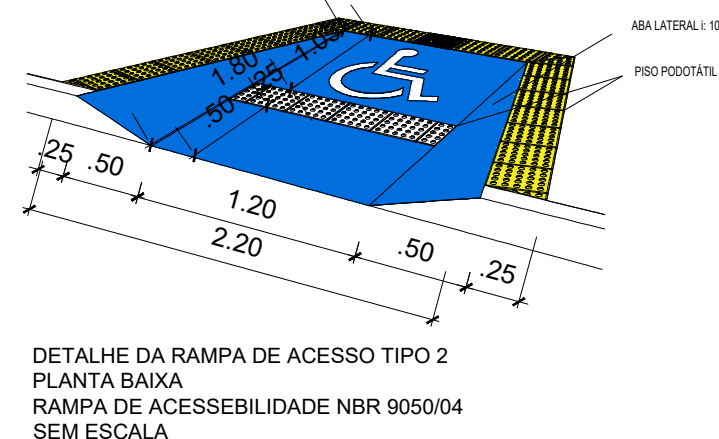 ABA LATERAL i: 10
PISO PODOTÁTIL
1.80
1.05
.50
.25
.25
.50
1.20
2.20
.50
.25
DETALHE DA RAMPA DE ACESSO TIPO 2
PLANTA BAIXA
RAMPA DE ACESSEBILIDADE NBR 9050/04
SEM ESCALA